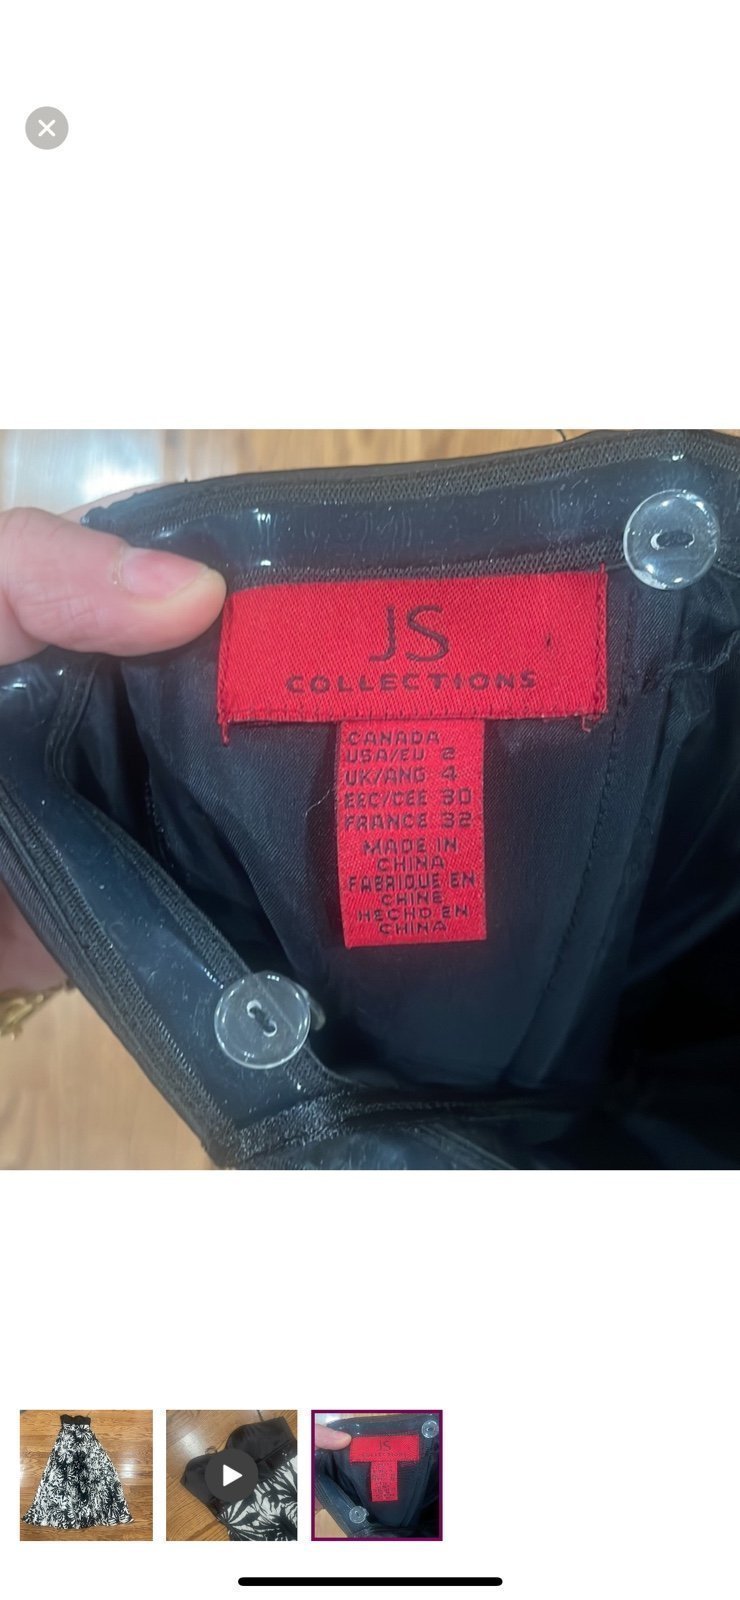 JS
COLLECTIONS
CANADA
USA/EU 2
UK/ANG 4
EEC/CEE 30
FRANCE 32
MADE IN
CHINA
FABRIQUE EN
CHINE
HECHO EN
CHINA